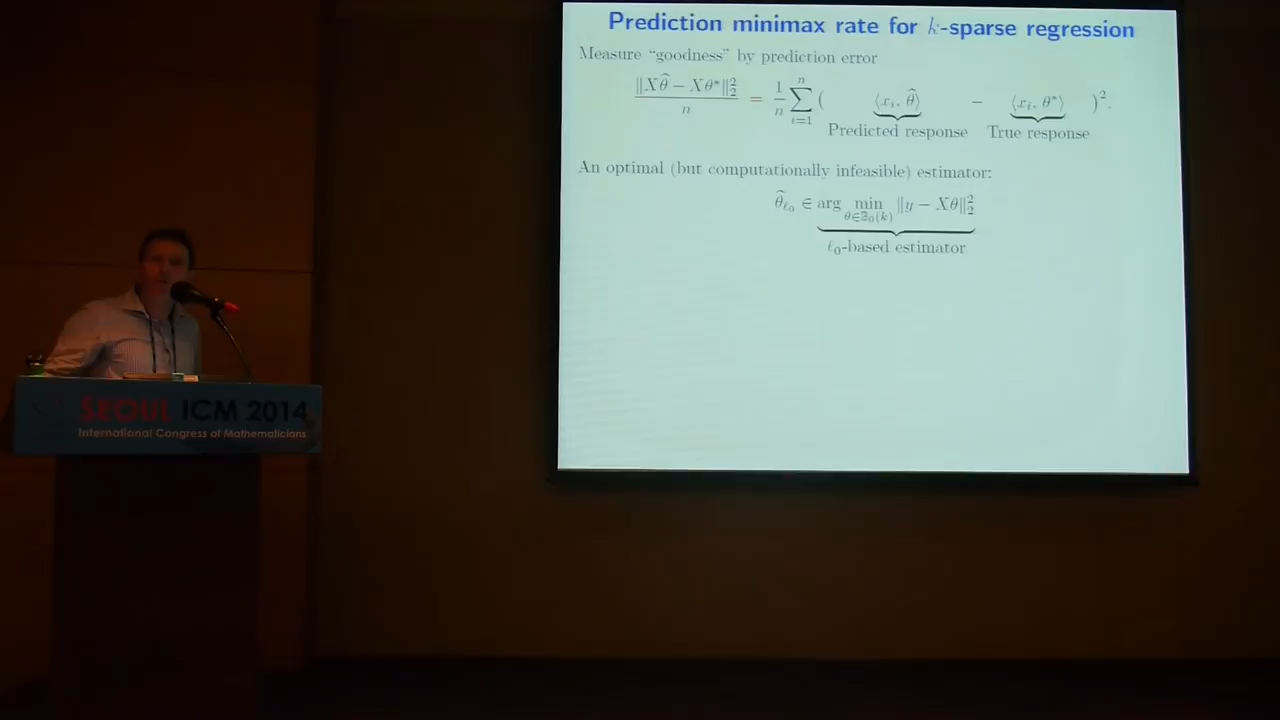 Prediction minimax rate for k-sparse regression
Measure “goodness” by prediction error
‖Xθ̂ − Xθ*‖₂² / n = 1/n ∑ᵢ₌₁ⁿ ( ⟨xᵢ, θ̂⟩ − ⟨xᵢ, θ*⟩ )².
Predicted response True response
An optimal (but computationally infeasible) estimator:
θ̂_ℓ₀ ∈ arg min_{θ∈𝔹₀(k)} ‖y − Xθ‖₂²
ℓ₀-based estimator
SEOUL ICM 2014
International Congress of Mathematicians